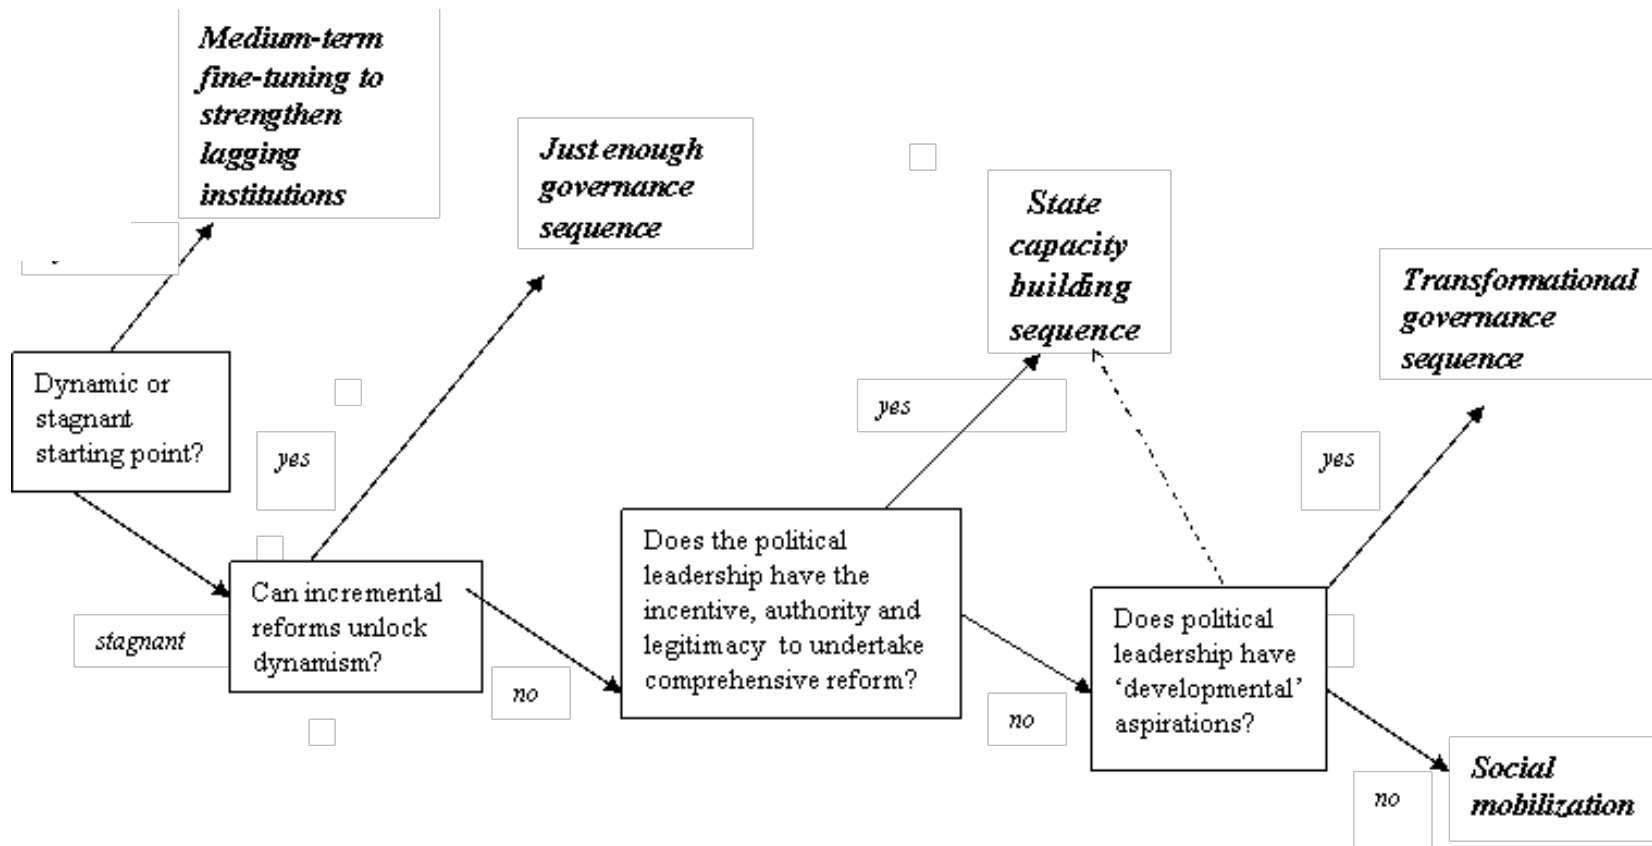 Medium-term
fine-tuning to
strengthen
lagging
institutions
Just enough
governance
sequence
State
capacity
building
sequence
Transformational
governance
sequence
Dynamic or
stagnant
starting point?
yes
yes
yes
Can incremental
reforms unlock
dynamism?
stagnant
no
Does the political
leadership have the
incentive, authority and
legitimacy to undertake
comprehensive reform?
no
Does political
leadership have
‘developmental’
aspirations?
no
Social
mobilization